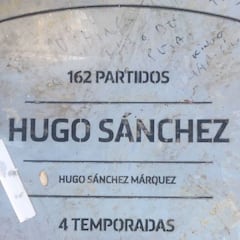 162 PARTIDOS
HUGO SÁNCHEZ
HUGO SÁNCHEZ MÁRQUEZ
4 TEMPORADAS